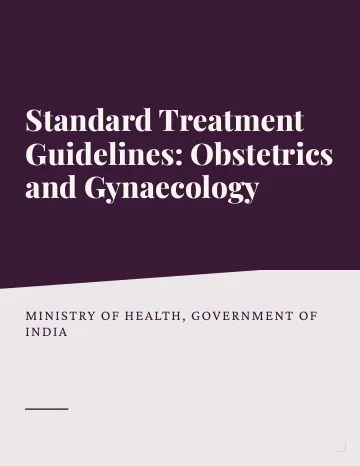 Standard Treatment
Guidelines: Obstetrics
and Gynaecology
MINISTRY OF HEALTH, GOVERNMENT OF
INDIA